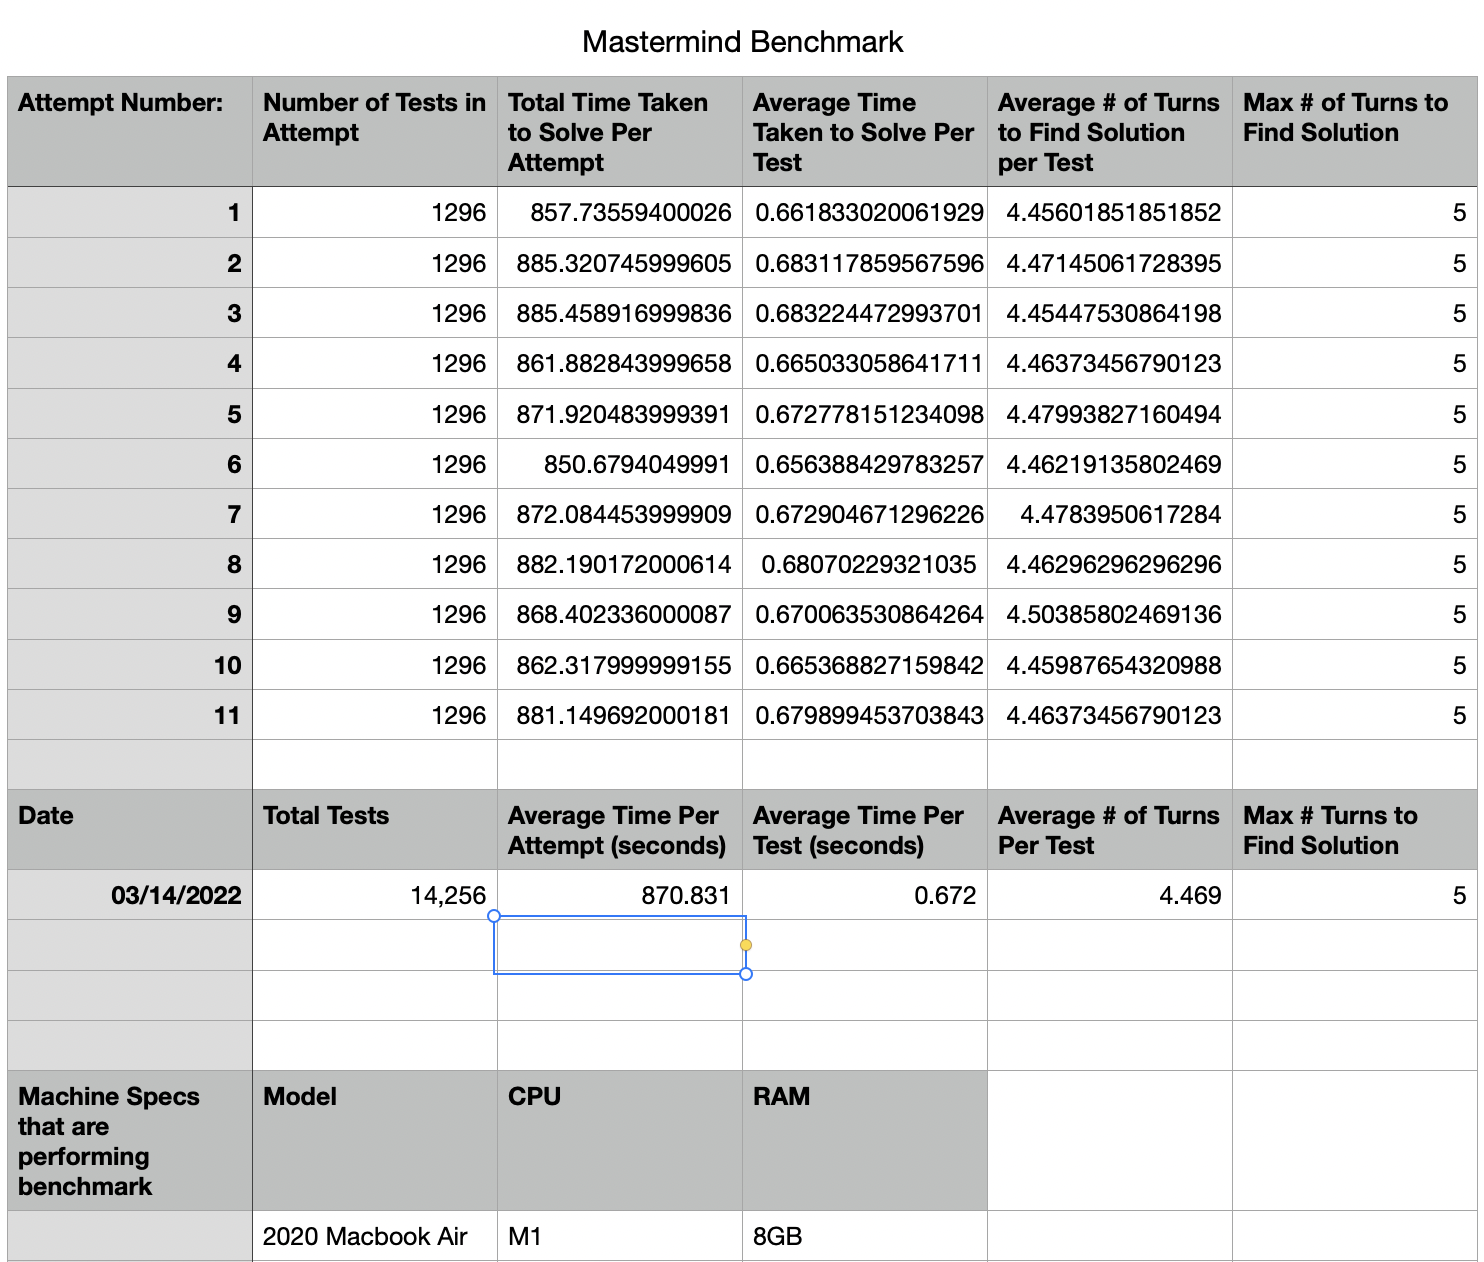 Mastermind Benchmark
Attempt Number: Number of Tests in Attempt Total Time Taken to Solve Per Attempt Average Time Taken to Solve Per Test Average # of Turns to Find Solution per Test Max # of Turns to Find Solution
1 1296 857.73559400026 0.661833020061929 4.45601851851852 5
2 1296 885.320745999605 0.683117859567596 4.47145061728395 5
3 1296 885.458916999836 0.683224472993701 4.45447530864198 5
4 1296 861.882843999658 0.665033058641711 4.46373456790123 5
5 1296 871.920483999391 0.672778151234098 4.47993827160494 5
6 1296 850.6794049991 0.656388429783257 4.46219135802469 5
7 1296 872.084453999909 0.672904671296226 4.4783950617284 5
8 1296 882.190172000614 0.68070229321035 4.46296296296296 5
9 1296 868.402336000087 0.670063530864264 4.50385802469136 5
10 1296 862.317999999155 0.665368827159842 4.45987654320988 5
11 1296 881.149692000181 0.679899453703843 4.46373456790123 5
Date Total Tests Average Time Per Attempt (seconds) Average Time Per Test (seconds) Average # of Turns Per Test Max # Turns to Find Solution
03/14/2022 14,256 870.831 0.672 4.469 5
Machine Specs that are performing benchmark Model CPU RAM
2020 Macbook Air M1 8GB